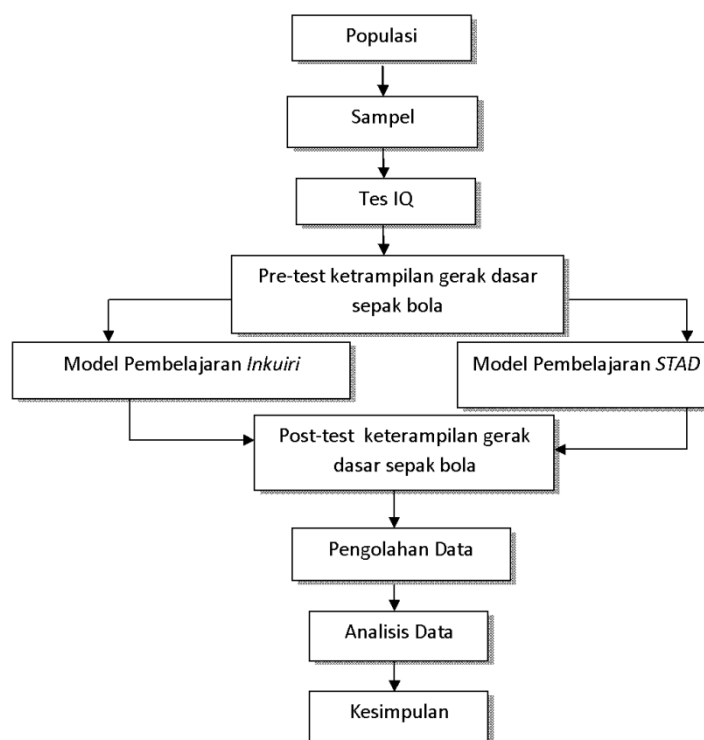 Populasi
Sampel
Tes IQ
Pre-test ketrampilan gerak dasar
sepak bola
Model Pembelajaran Inkuiri
Model Pembelajaran STAD
Post-test keterampilan gerak
dasar sepak bola
Pengolahan Data
Analisis Data
Kesimpulan